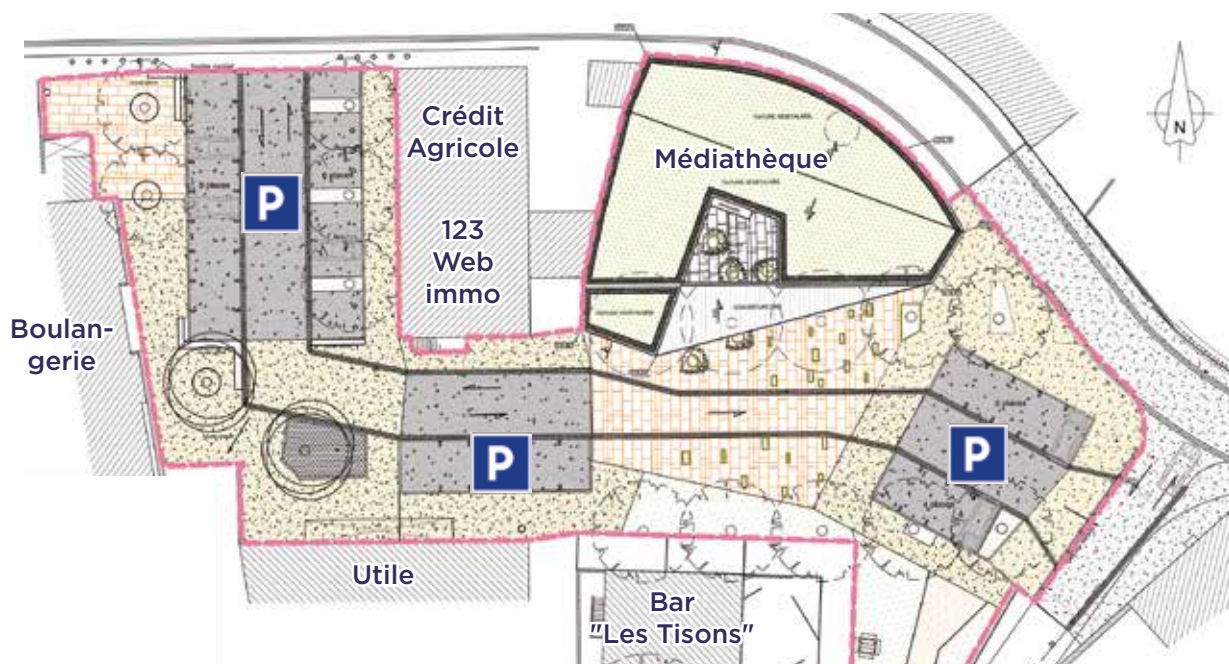 Crédit
Agricole
Médiathèque
N
P
123
Web
immo
Boulan-
gerie
P
P
Utile
Bar
"Les Tisons"